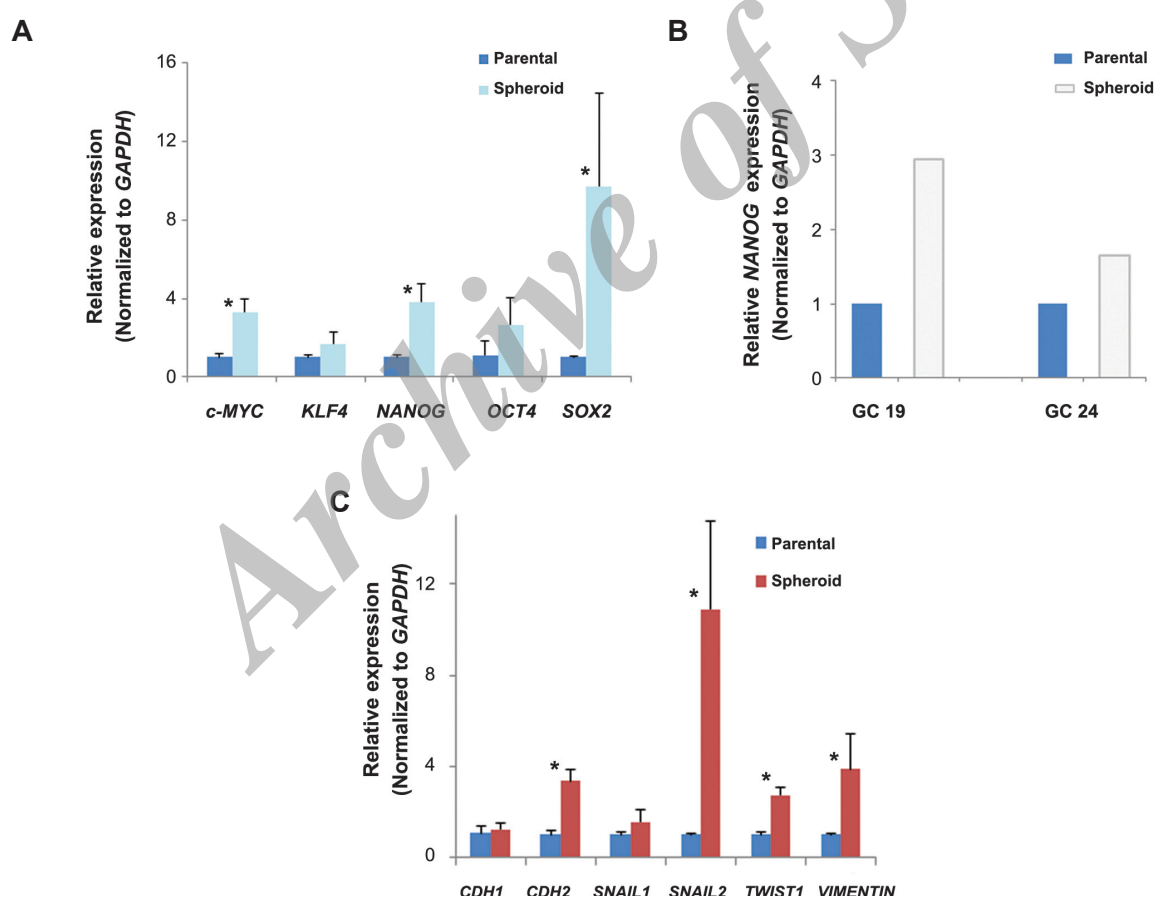 A
Relative expression
(Normalized to GAPDH)
16
12
8
4
0
Parental
Spheroid
*
*
*
c-MYC KLF4 NANOG OCT4 SOX2
B
Relative NANOG expression
(Normalized to GAPDH)
4
3
2
1
0
Parental
Spheroid
GC 19 GC 24
C
Relative expression
(Normalized to GAPDH)
12
8
4
0
Parental
Spheroid
*
*
*
*
CDH1 CDH2 SNAIL1 SNAIL2 TWIST1 VIMENTIN
Archive of S